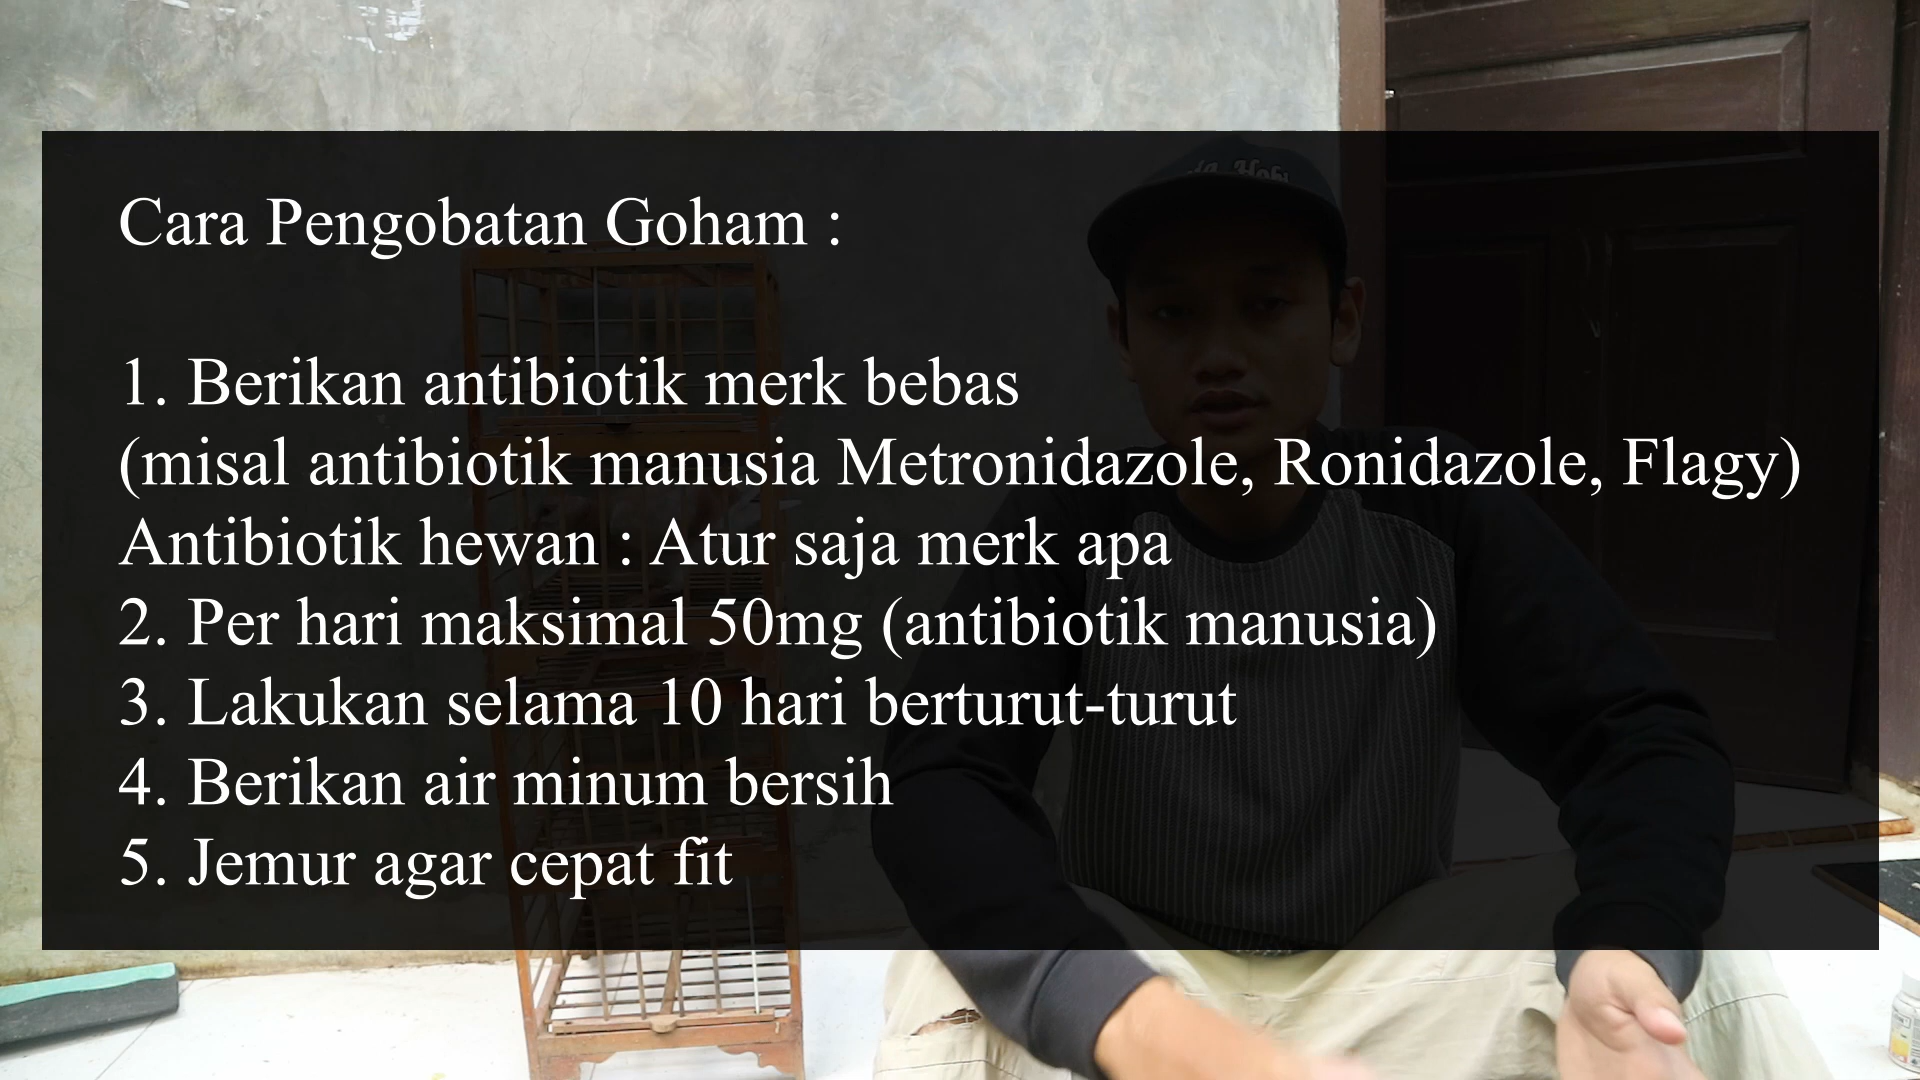 Cara Pengobatan Goham :
1. Berikan antibiotik merk bebas
(misal antibiotik manusia Metronidazole, Ronidazole, Flagy)
Antibiotik hewan : Atur saja merk apa
2. Per hari maksimal 50mg (antibiotik manusia)
3. Lakukan selama 10 hari berturut-turut
4. Berikan air minum bersih
5. Jemur agar cepat fit